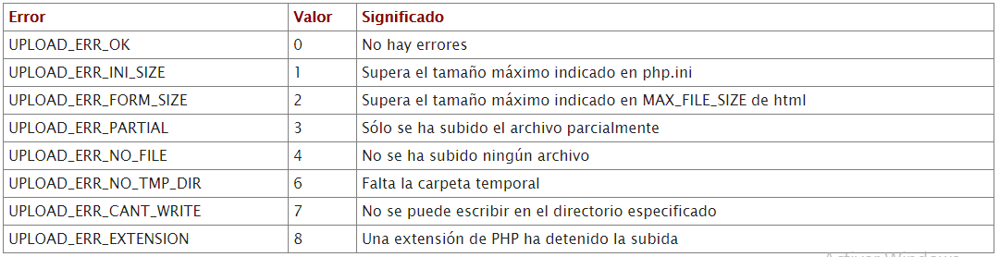 Error Valor Significado
UPLOAD_ERR_OK 0 No hay errores
UPLOAD_ERR_INI_SIZE 1 Supera el tamaño máximo indicado en php.ini
UPLOAD_ERR_FORM_SIZE 2 Supera el tamaño máximo indicado en MAX_FILE_SIZE de html
UPLOAD_ERR_PARTIAL 3 Sólo se ha subido el archivo parcialmente
UPLOAD_ERR_NO_FILE 4 No se ha subido ningún archivo
UPLOAD_ERR_NO_TMP_DIR 6 Falta la carpeta temporal
UPLOAD_ERR_CANT_WRITE 7 No se puede escribir en el directorio especificado
UPLOAD_ERR_EXTENSION 8 Una extensión de PHP ha detenido la subida